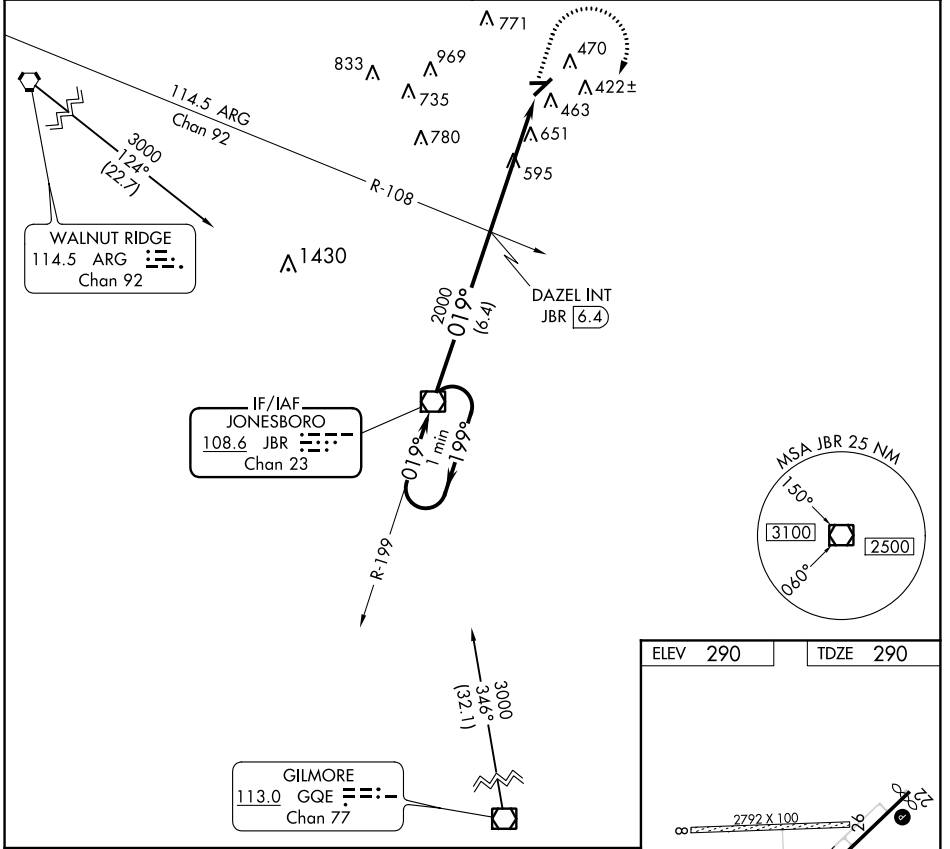 771
470
969
833
422±
735
463
114.5 ARG
Chan 92
651
780
3000
124°
(22.7)
595
R-108
WALNUT RIDGE
114.5 ARG
Chan 92
1430
DAZEL INT
JBR 6.4
2000
019°
(6.4)
IF/IAF
JONESBORO
108.6 JBR
Chan 23
019°
1 min
199°
MSA JBR 25 NM
150°
3100
2500
060°
R-199
ELEV 290
TDZE 290
3000
346°
(32.1)
GILMORE
113.0 GQE
Chan 77
22
P
2792 X 100
8
26